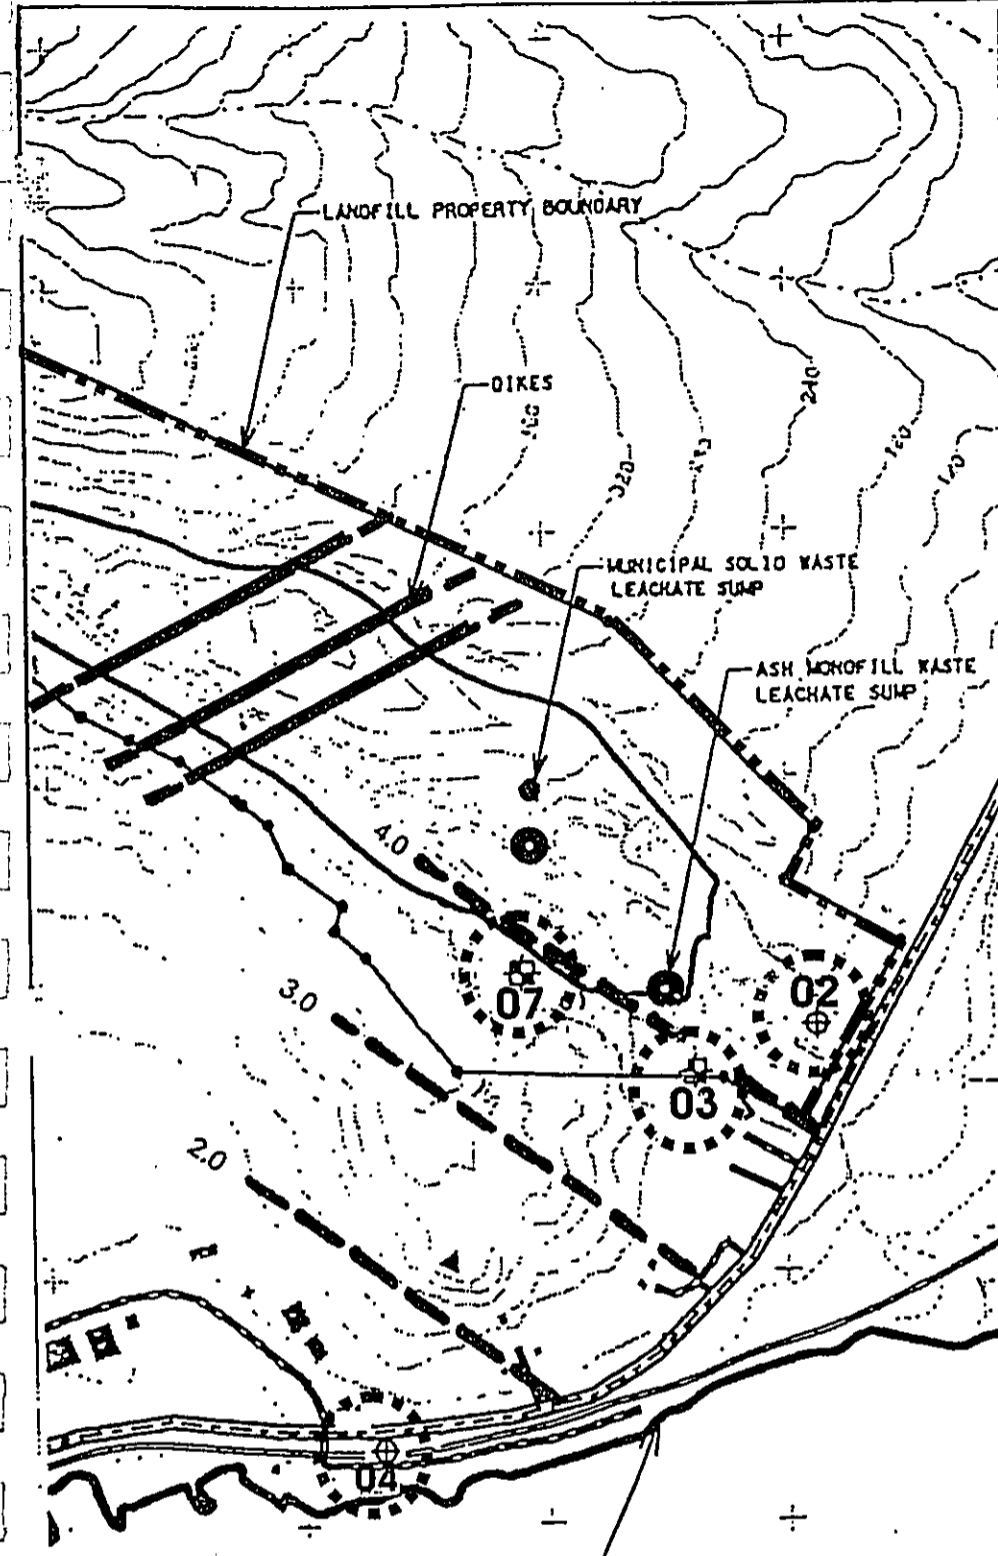 LANDFILL PROPERTY BOUNDARY
DIKES
320
240
MUNICIPAL SOLID WASTE
LEACHATE SUMP
ASH MONOFILL WASTE
LEACHATE SUMP
4.0
3.0
07
02
03
2.0
04